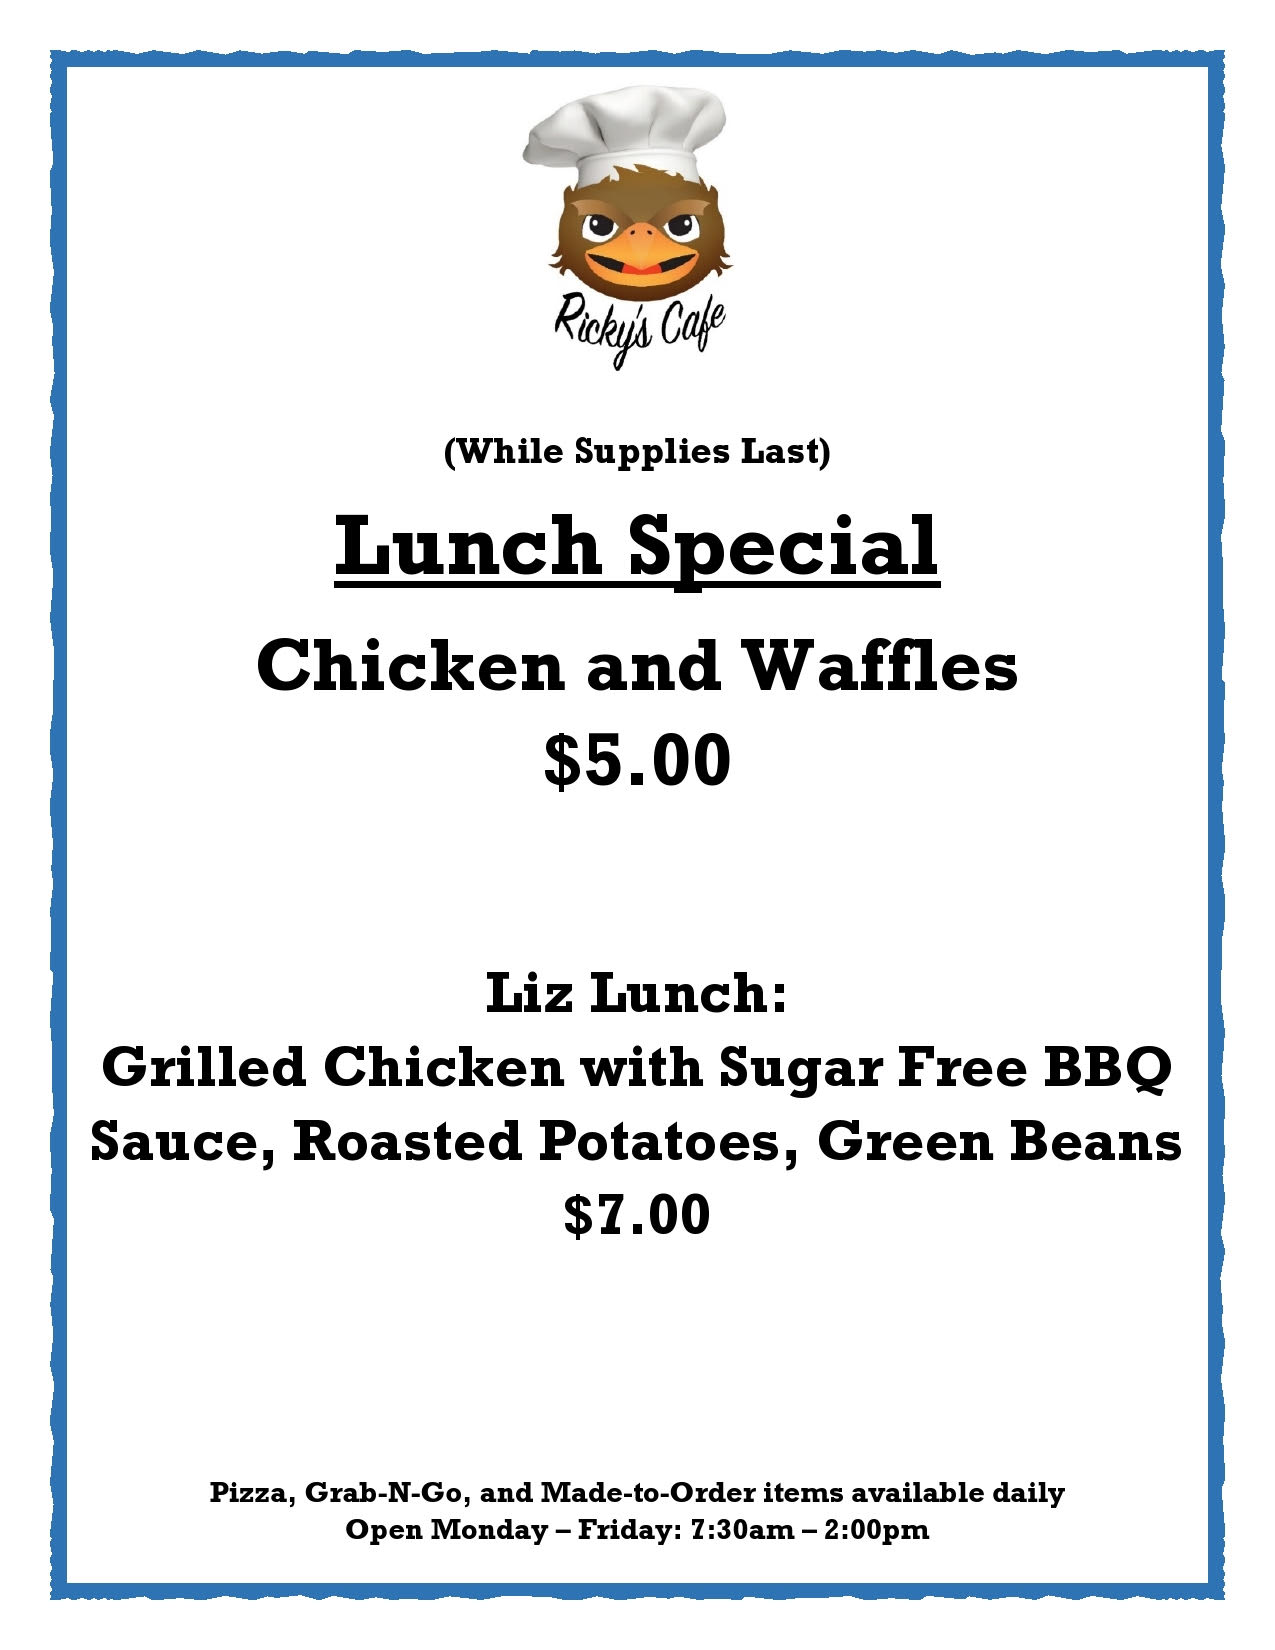 Ricky's Cafe
(While Supplies Last)
Lunch Special
Chicken and Waffles
$5.00
Liz Lunch:
Grilled Chicken with Sugar Free BBQ
Sauce, Roasted Potatoes, Green Beans
$7.00
Pizza, Grab-N-Go, and Made-to-Order items available daily
Open Monday – Friday: 7:30am – 2:00pm